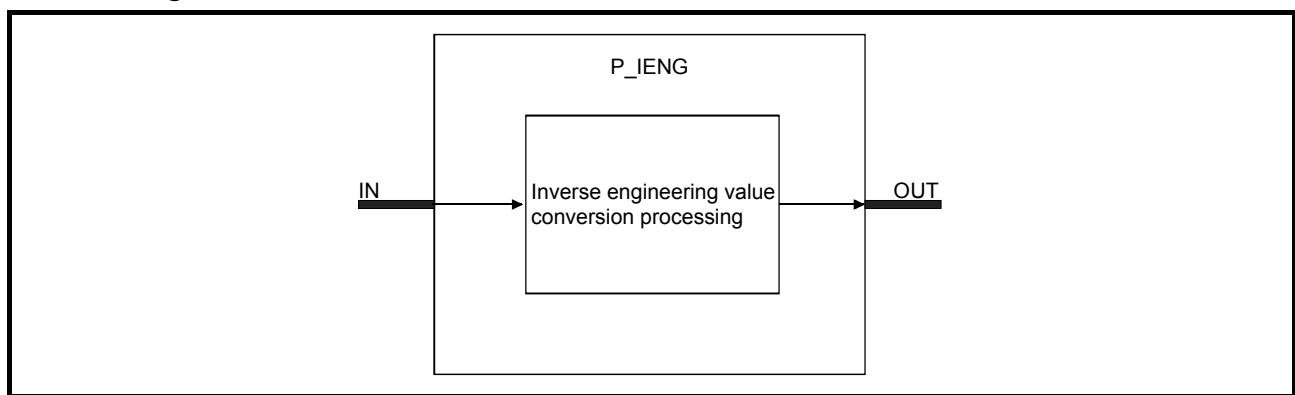 P_IENG
IN
Inverse engineering value
conversion processing
OUT